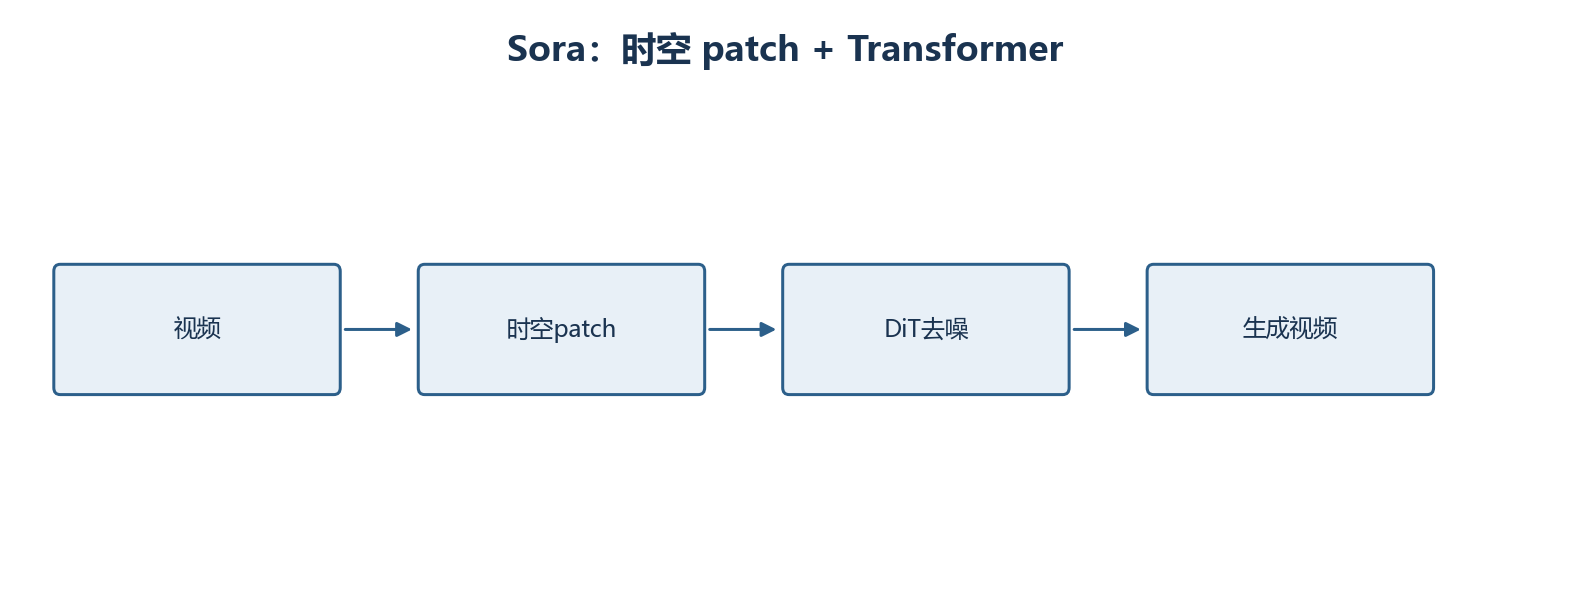 Sora：时空 patch + Transformer
视频
时空patch
DiT去噪
生成视频